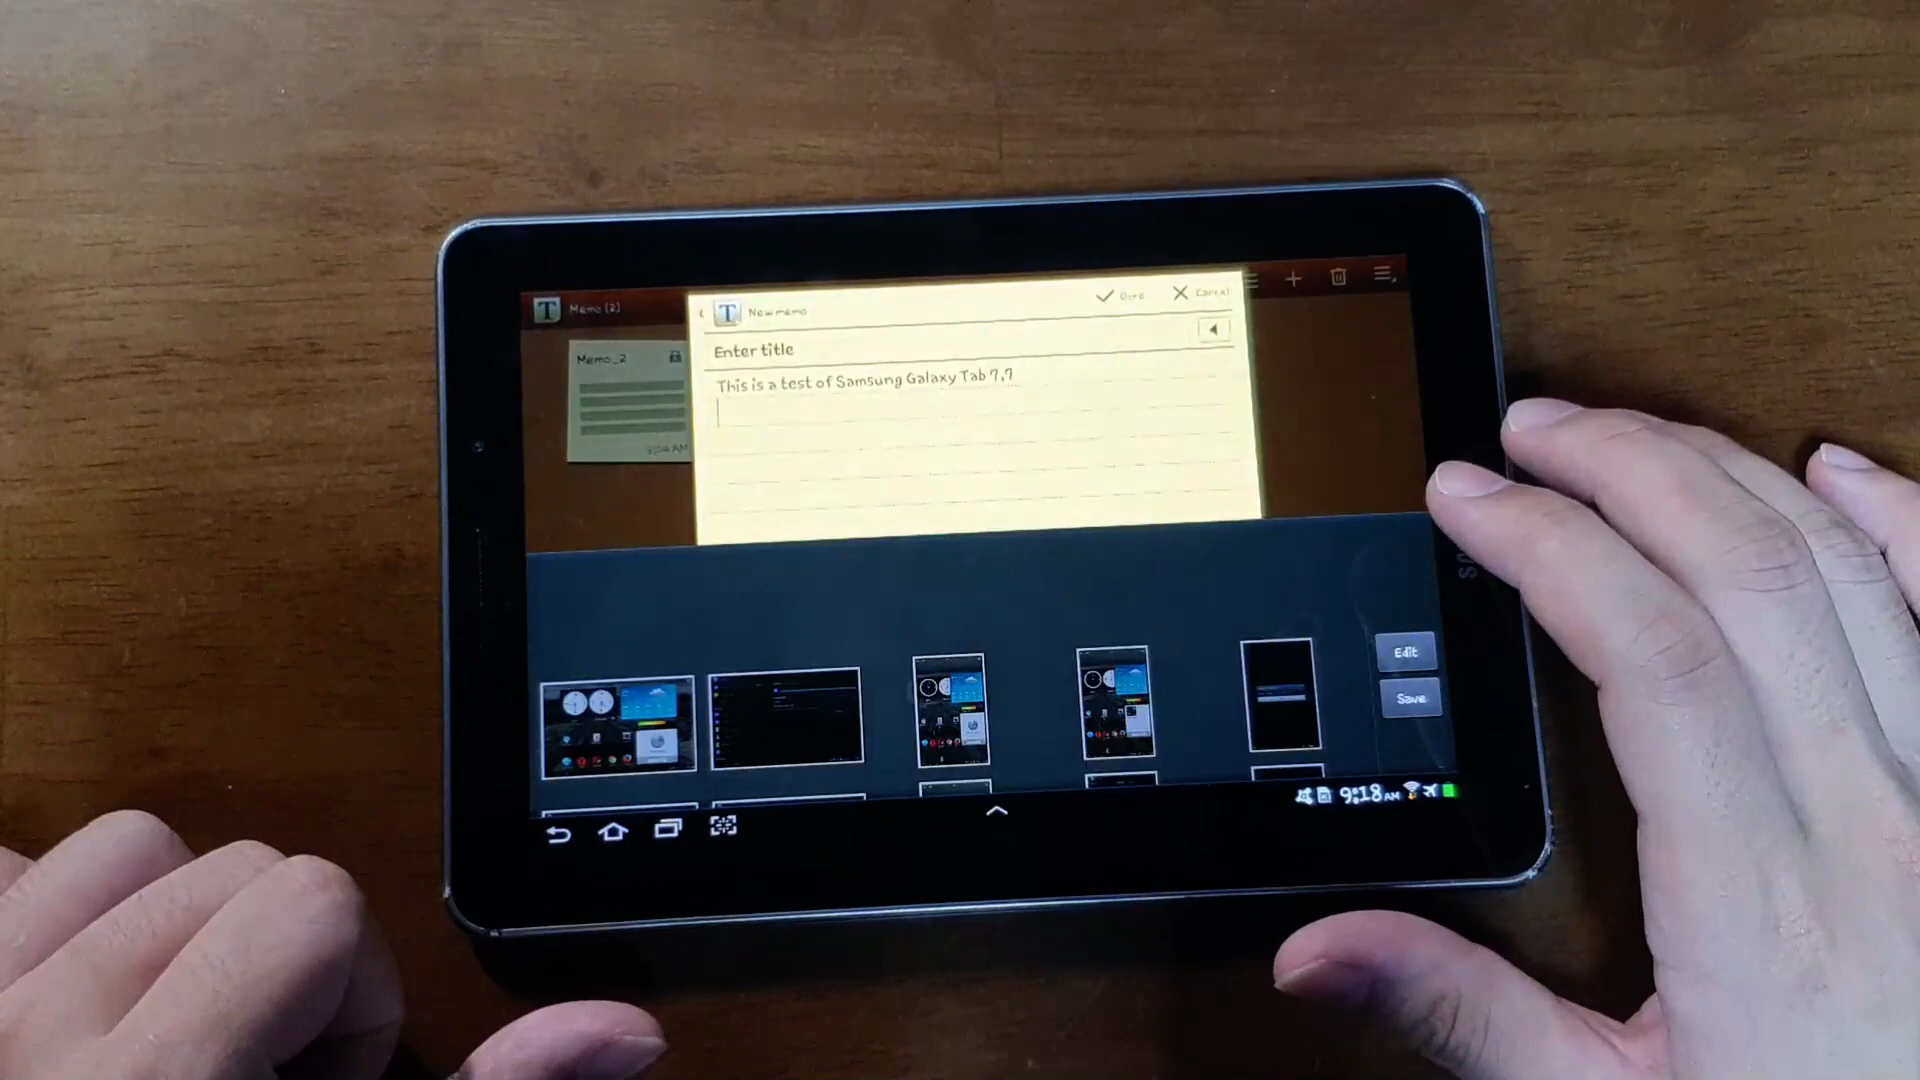 Memo (2)
New memo
Done
Cancel
Memo_2
Enter title
This is a test of Samsung Galaxy Tab 7,7
Edit
Save
9:18 AM